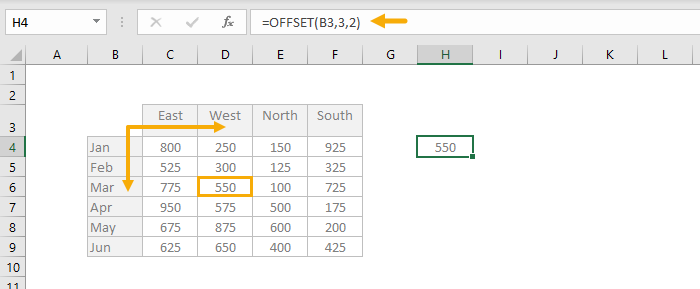 H4 =OFFSET(B3,3,2)
A B C D E F G H I J K L
1
2
3 East West North South
4 Jan 800 250 150 925 550
5 Feb 525 300 125 325
6 Mar 775 550 100 725
7 Apr 950 575 500 175
8 May 675 875 600 200
9 Jun 625 650 400 425
10
11